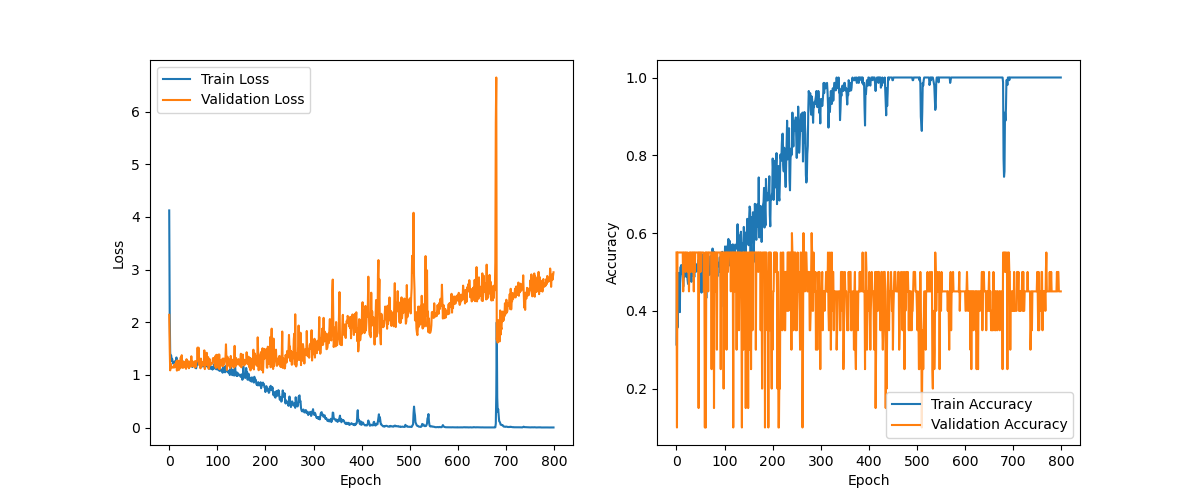 Train Loss
Validation Loss
6
5
4
3
2
1
0
Loss
0 100 200 300 400 500 600 700 800
Epoch
1.0
0.8
0.6
0.4
0.2
Accuracy
Train Accuracy
Validation Accuracy
0 100 200 300 400 500 600 700 800
Epoch